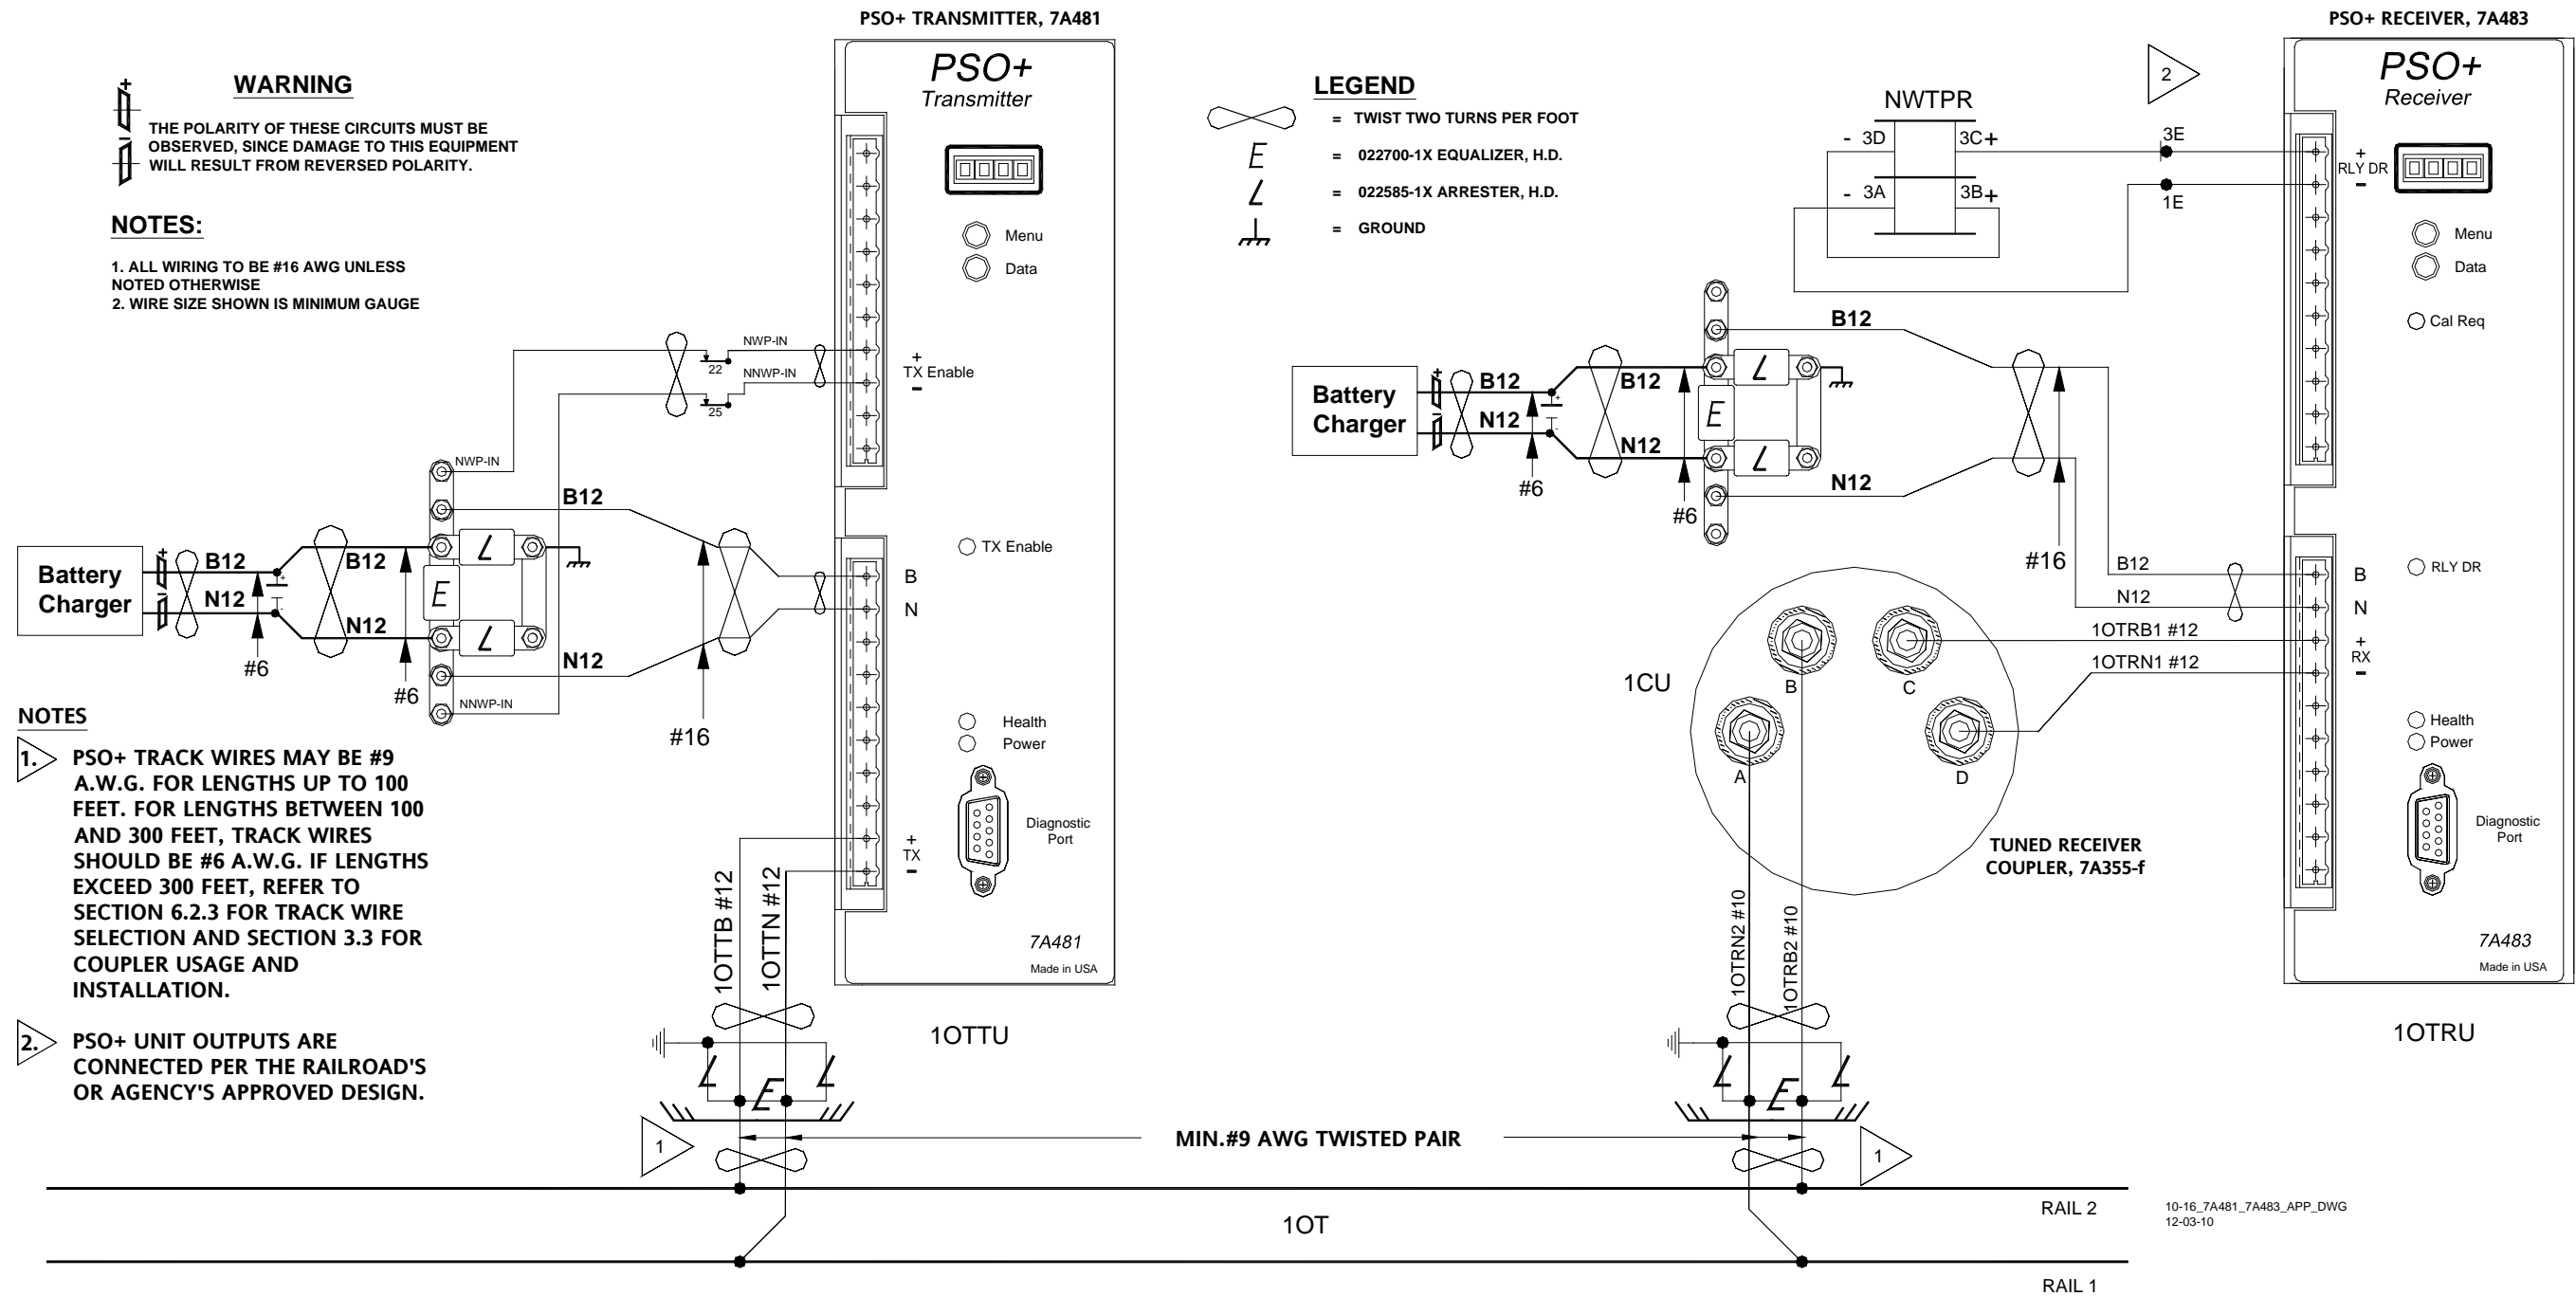 PSO+ TRANSMITTER, 7A481
PSO+ RECEIVER, 7A483
WARNING
+
-
THE POLARITY OF THESE CIRCUITS MUST BE
OBSERVED, SINCE DAMAGE TO THIS EQUIPMENT
WILL RESULT FROM REVERSED POLARITY.
NOTES:
1. ALL WIRING TO BE #16 AWG UNLESS
NOTED OTHERWISE
2. WIRE SIZE SHOWN IS MINIMUM GAUGE
NWP-IN
22
NNWP-IN
25
NWP-IN
B12
Battery
Charger
+
-
B12
N12
#6
+
-
B12
N12
#6
E
L
L
N12
NNWP-IN
#16
PSO+
Transmitter
Menu
Data
+
TX Enable
-
TX Enable
B
N
Health
Power
Diagnostic
Port
+
TX
-
7A481
Made in USA
1OTTB #12
1OTTN #12
1OTTU
L
E
L
1
NOTES
1. PSO+ TRACK WIRES MAY BE #9
A.W.G. FOR LENGTHS UP TO 100
FEET. FOR LENGTHS BETWEEN 100
AND 300 FEET, TRACK WIRES
SHOULD BE #6 A.W.G. IF LENGTHS
EXCEED 300 FEET, REFER TO
SECTION 6.2.3 FOR TRACK WIRE
SELECTION AND SECTION 3.3 FOR
COUPLER USAGE AND
INSTALLATION.
2. PSO+ UNIT OUTPUTS ARE
CONNECTED PER THE RAILROAD'S
OR AGENCY'S APPROVED DESIGN.
LEGEND
= TWIST TWO TURNS PER FOOT
E = 022700-1X EQUALIZER, H.D.
L = 022585-1X ARRESTER, H.D.
= GROUND
NWTPR
- 3D 3C+
- 3A 3B+
2
3E
1E
Battery
Charger
+
-
B12
N12
#6
+
-
B12
N12
#6
E
L
L
B12
N12
#16
B12
N12
1OTRB1 #12
1OTRN1 #12
1CU
A
B
C
D
TUNED RECEIVER
COUPLER, 7A355-f
1OTRN2 #10
1OTRB2 #10
L
E
L
1
PSO+
Receiver
+
RLY DR
-
Menu
Data
Cal Req
RLY DR
B
N
+
RX
-
Health
Power
Diagnostic
Port
7A483
Made in USA
1OTRU
MIN.#9 AWG TWISTED PAIR
1OT
RAIL 2
RAIL 1
10-16_7A481_7A483_APP_DWG
12-03-10